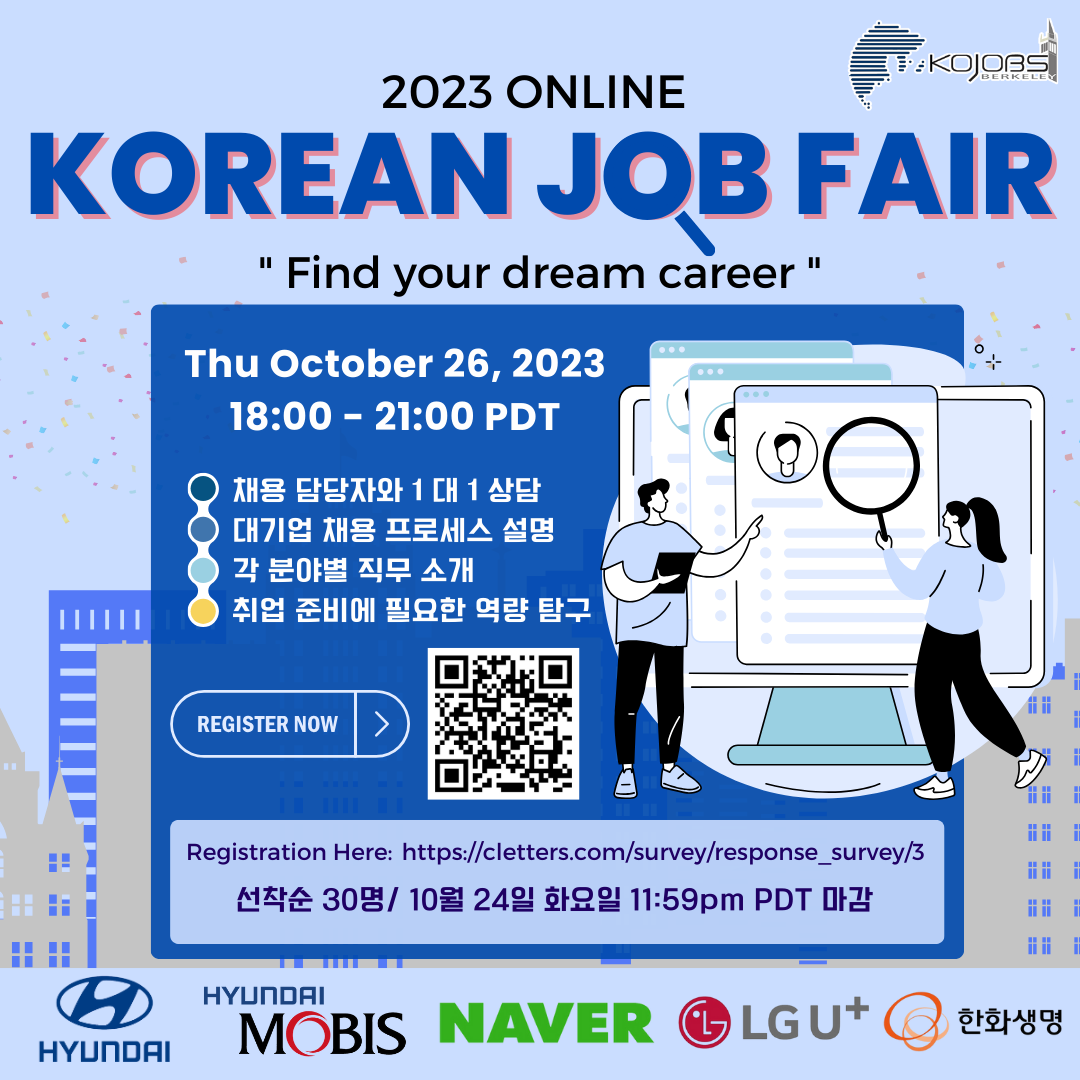 KOJOBS
BERKELEY
2023 ONLINE
KOREAN JOB FAIR
" Find your dream career "
Thu October 26, 2023
18:00 - 21:00 PDT
채용 담당자와 1 대 1 상담
대기업 채용 프로세스 설명
각 분야별 직무 소개
취업 준비에 필요한 역량 탐구
REGISTER NOW
Registration Here: https://cletters.com/survey/response_survey/3
선착순 30명/ 10월 24일 화요일 11:59pm PDT 마감
HYUNDAI
HYUNDAI
MOBIS
NAVER
LG U+
한화생명